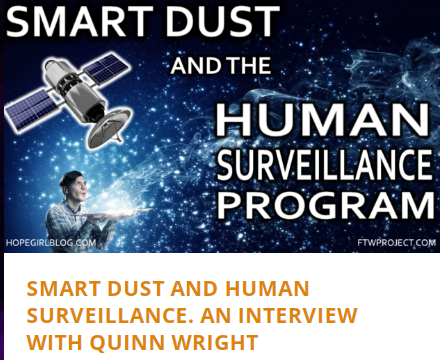 SMART DUST
AND THE
HUMAN
SURVEILLANCE
PROGRAM
HOPEGIRLBLOG.COM
FTWPROJECT.COM
SMART DUST AND HUMAN
SURVEILLANCE. AN INTERVIEW
WITH QUINN WRIGHT